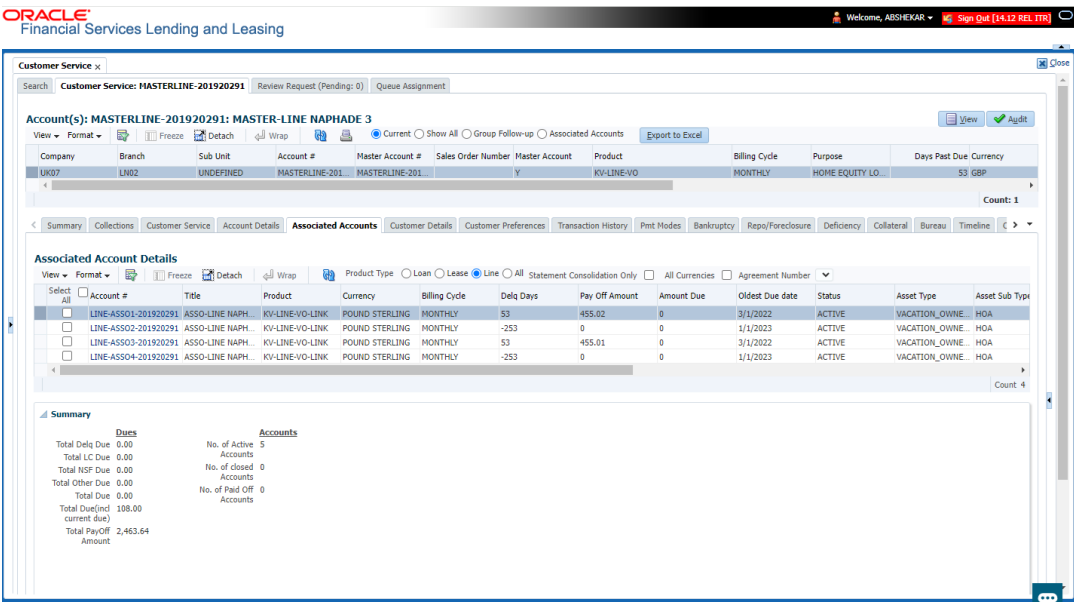 ORACLE®
Financial Services Lending and Leasing
Welcome, ABSHEKAR
Sign Out [14.12 REL ITR]
Customer Service x
Close
Search Customer Service: MASTERLINE-201920291 Review Request (Pending: 0) Queue Assignment
Account(s): MASTERLINE-201920291: MASTER-LINE NAPHADE 3
View Audit
View Format Freeze Detach Wrap Current Show All Group Follow-up Associated Accounts Export to Excel
Company Branch Sub Unit Account # Master Account # Sales Order Number Master Account Product Billing Cycle Purpose Days Past Due Currency
UK07 LN02 UNDEFINED MASTERLINE-201... MASTERLINE-201... Y KV-LINE-VO MONTHLY HOME EQUITY LO... 53 GBP
Count: 1
Summary Collections Customer Service Account Details Associated Accounts Customer Details Customer Preferences Transaction History Pmt Modes Bankruptcy Repo/Foreclosure Deficiency Collateral Bureau Timeline
Associated Account Details
View Format Freeze Detach Wrap Product Type Loan Lease Line All Statement Consolidation Only All Currencies Agreement Number
Select All Account # Title Product Currency Billing Cycle Delq Days Pay Off Amount Amount Due Oldest Due date Status Asset Type Asset Sub Type
LINE-ASSO1-201920291 ASSO-LINE NAPH... KV-LINE-VO-LINK POUND STERLING MONTHLY 53 455.02 0 3/1/2022 ACTIVE VACATION_OWNE... HOA
LINE-ASSO2-201920291 ASSO-LINE NAPH... KV-LINE-VO-LINK POUND STERLING MONTHLY -253 0 0 1/1/2023 ACTIVE VACATION_OWNE... HOA
LINE-ASSO3-201920291 ASSO-LINE NAPH... KV-LINE-VO-LINK POUND STERLING MONTHLY 53 455.01 0 3/1/2022 ACTIVE VACATION_OWNE... HOA
LINE-ASSO4-201920291 ASSO-LINE NAPH... KV-LINE-VO-LINK POUND STERLING MONTHLY -253 0 0 1/1/2023 ACTIVE VACATION_OWNE... HOA
Count 4
Summary
Dues Accounts
Total Delq Due 0.00 No. of Active Accounts 5
Total LC Due 0.00
Total NSF Due 0.00 No. of closed Accounts 0
Total Other Due 0.00
Total Due 0.00 No. of Paid Off Accounts 0
Total Due(incl current due) 108.00
Total PayOff Amount 2,463.64